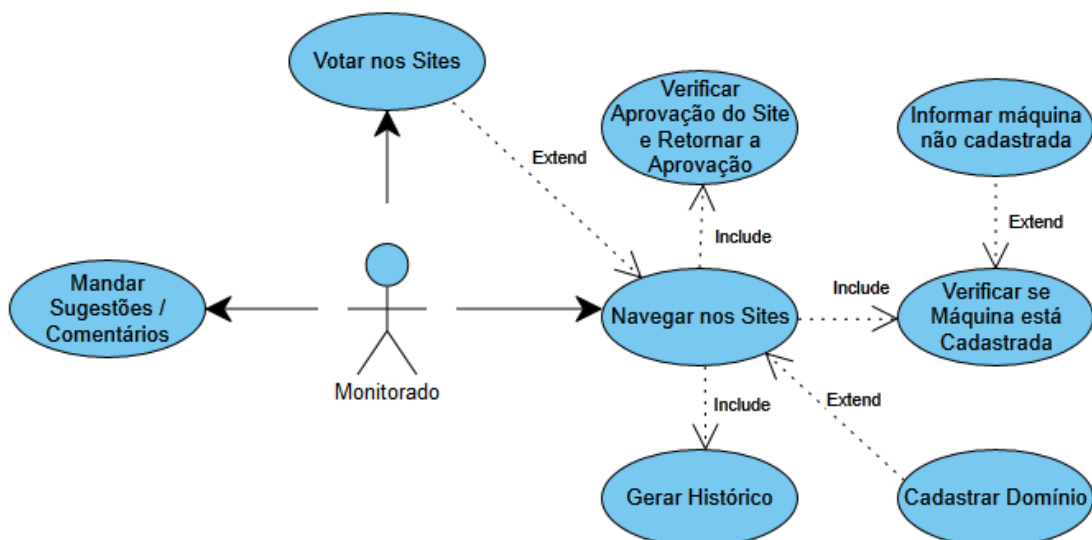 Votar nos Sites
Verificar
Aprovação do Site
e Retornar a
Aprovação
Informar máquina
não cadastrada
Extend
Include
Extend
Mandar
Sugestões /
Comentários
Monitorado
Navegar nos Sites
Include
Verificar se
Máquina está
Cadastrada
Include
Extend
Gerar Histórico
Cadastrar Domínio